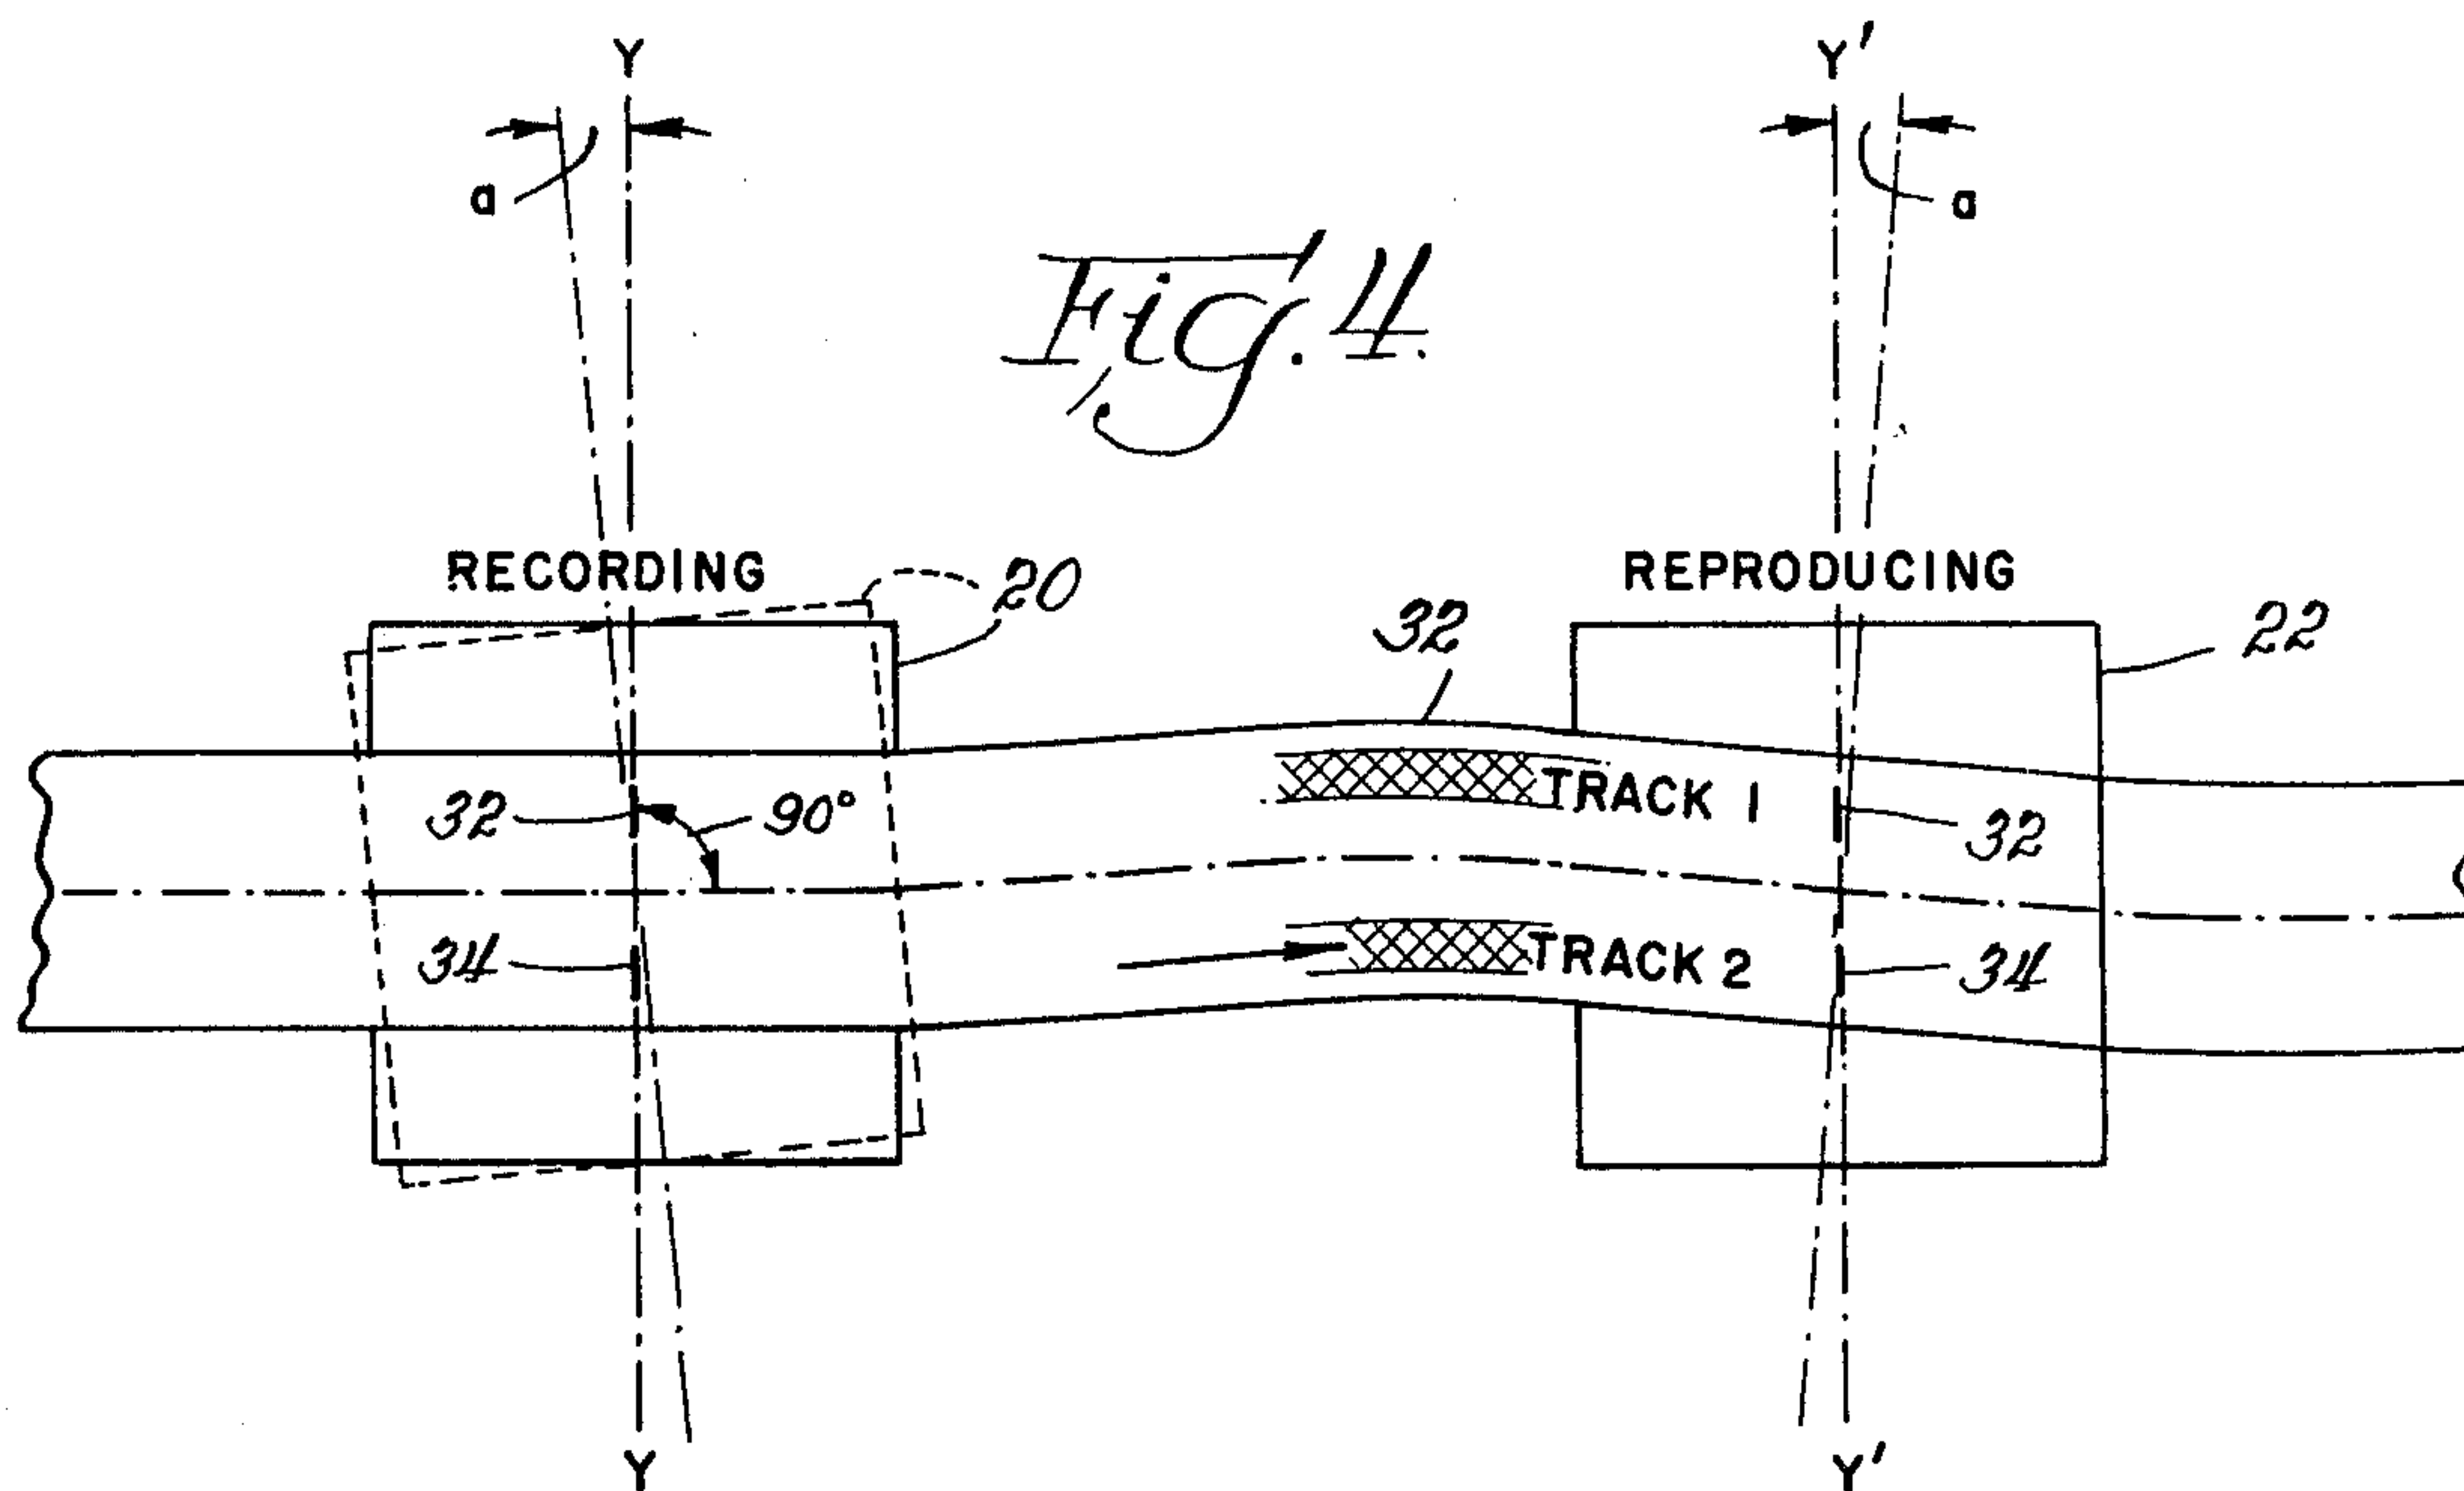 Y Y'
a a
Fig. 4.
RECORDING 20 REPRODUCING
32 22
32 90° TRACK 1 32
34 TRACK 2 34
Y Y'